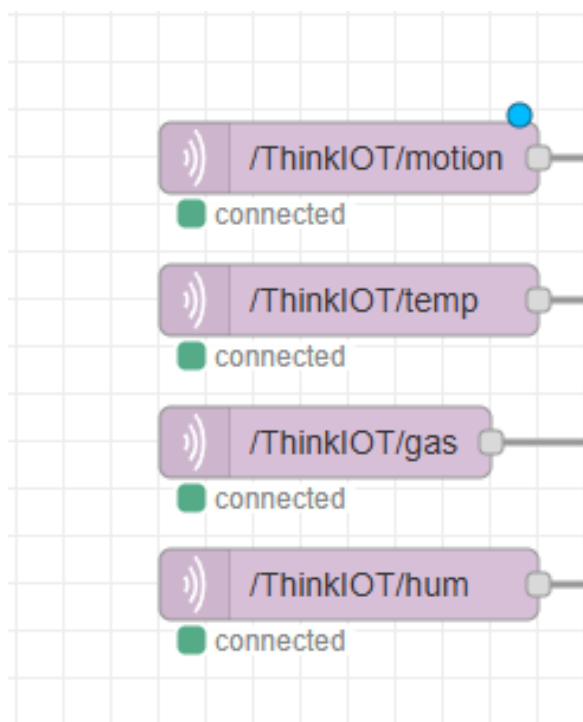 /ThinkIOT/motion
connected
/ThinkIOT/temp
connected
/ThinkIOT/gas
connected
/ThinkIOT/hum
connected